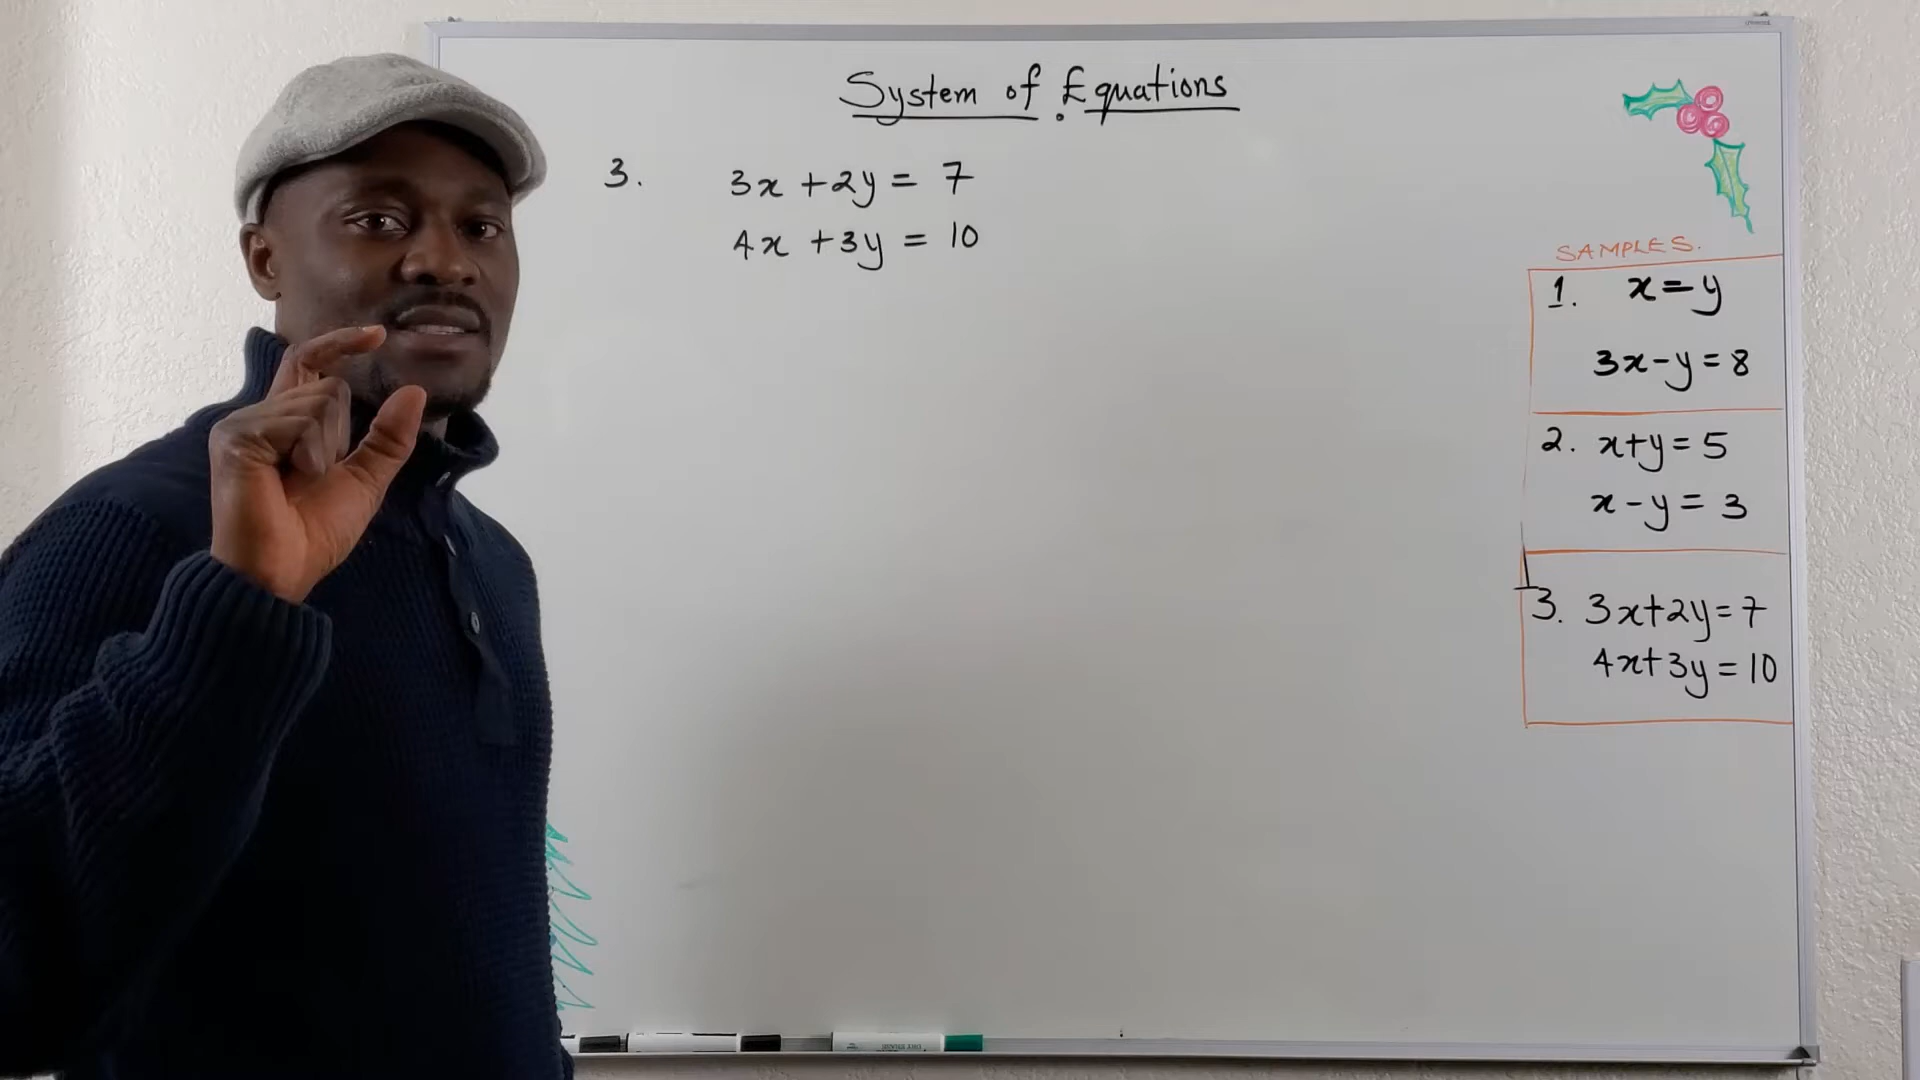 System of Equations
3. 3x + 2y = 7
4x + 3y = 10
SAMPLES.
1. x = y
3x - y = 8
2. x + y = 5
x - y = 3
3. 3x + 2y = 7
4x + 3y = 10